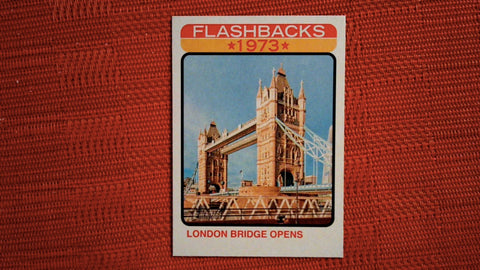 FLASHBACKS
★1973★
LONDON BRIDGE OPENS